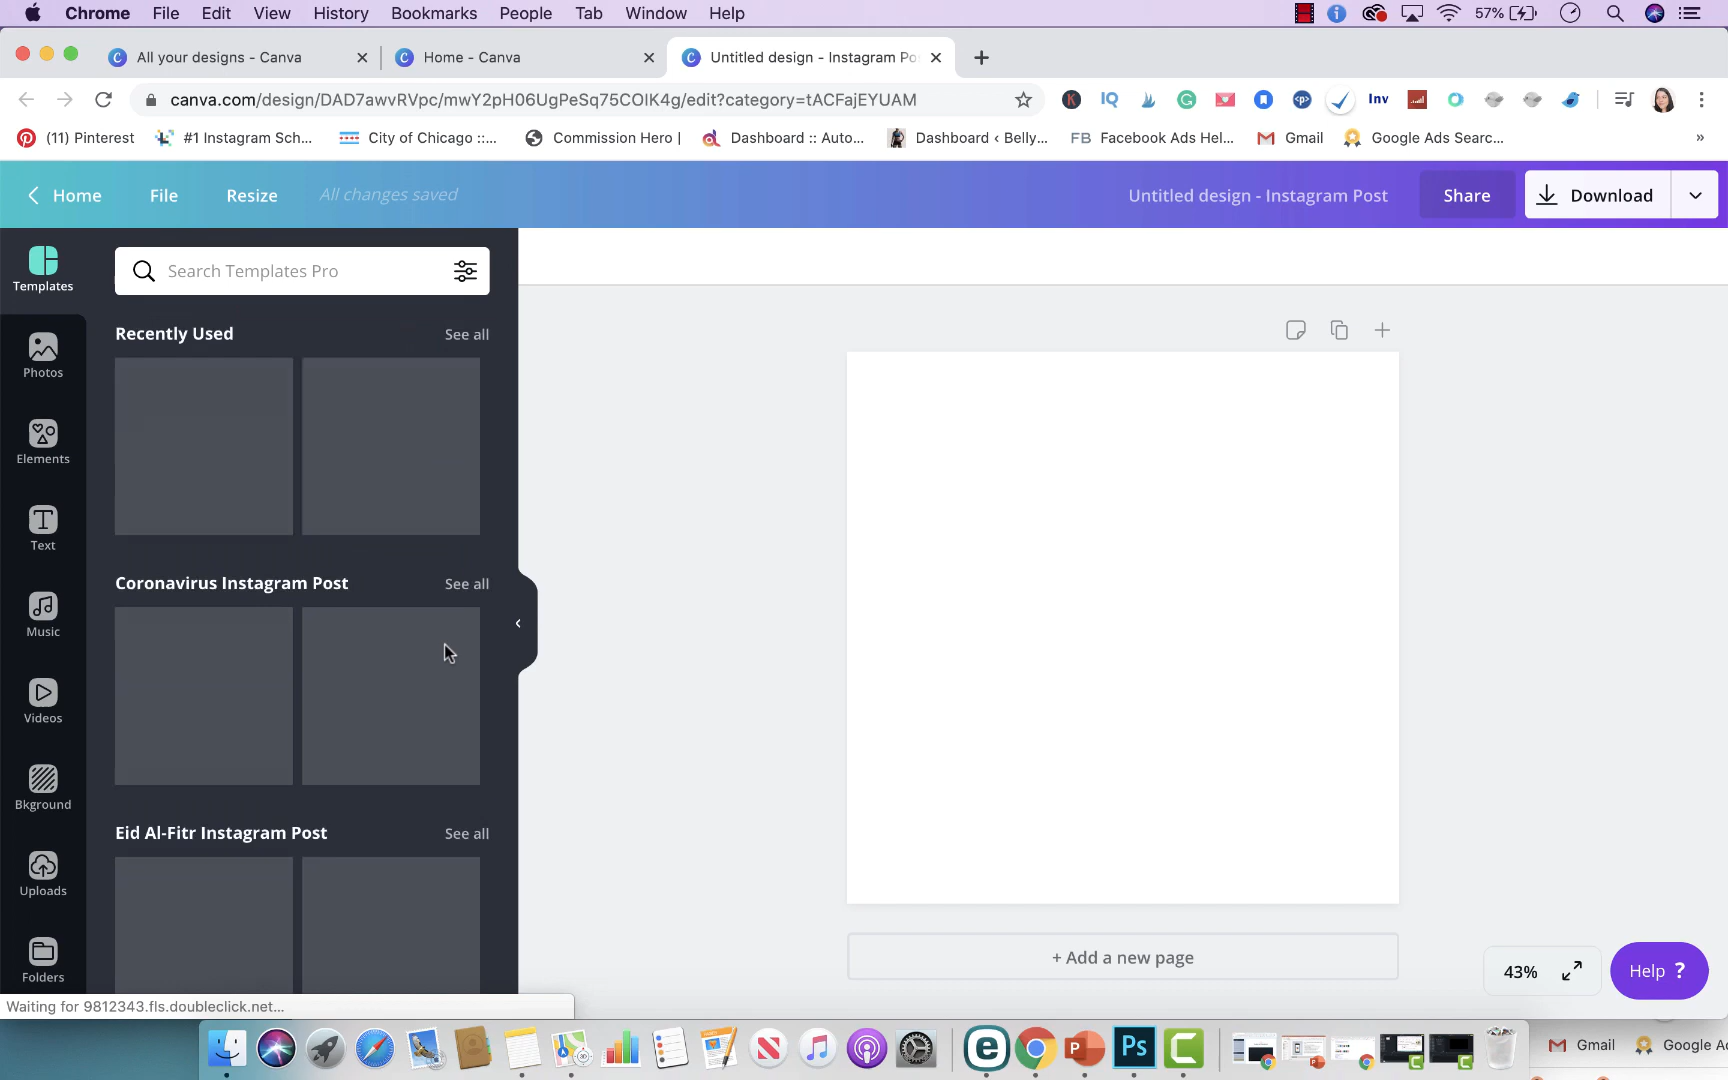 Chrome File Edit View History Bookmarks People Tab Window Help 57%
All your designs - Canva
Home - Canva
Untitled design - Instagram Po
canva.com/design/DAD7awvRVpc/mwY2pH06UgPeSq75COIK4g/edit?category=tACFajEYUAM
IQ
Inv
(11) Pinterest
#1 Instagram Sch...
City of Chicago ::...
Commission Hero |
Dashboard :: Auto...
Dashboard ‹ Belly...
FB Facebook Ads Hel...
Gmail
Google Ads Searc...
»
Home
File
Resize
All changes saved
Untitled design - Instagram Post
Share
Download
Templates
Search Templates Pro
Recently Used
See all
Photos
Elements
Text
Coronavirus Instagram Post
See all
Music
Videos
Bkground
Eid Al-Fitr Instagram Post
See all
Uploads
Folders
+ Add a new page
43%
Help ?
Waiting for 9812343.fls.doubleclick.net...
Ps
Gmail
Google Ad